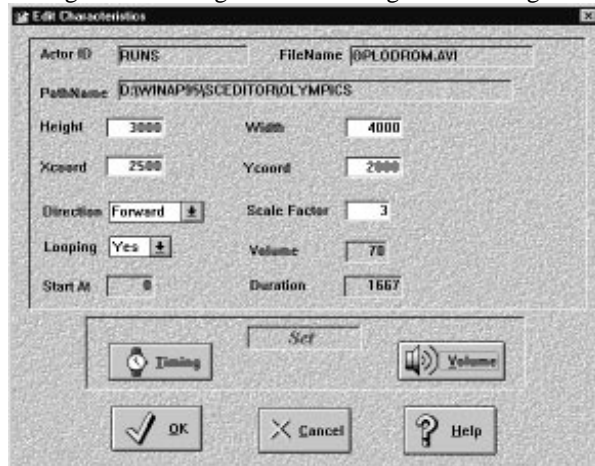 Edit Characteristics
Actor ID RUNS FileName OPLODROM.AVI
PathName D:\WINAP95\SCEDITOR\OLYMPICS
Height 3000 Width 4000
Xcoord 2500 Ycoord 2000
Direction Forward Scale Factor 3
Looping Yes Volume 70
Start At 0 Duration 1667
Set
Timing Volume
OK Cancel Help